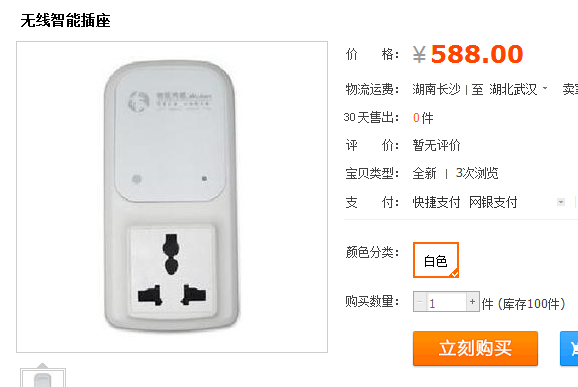 无线智能插座
价 格： ¥588.00
物流运费： 湖南长沙 | 至 湖北武汉 卖
30天售出： 0件
评 价： 暂无评价
宝贝类型： 全新 | 3次浏览
支 付： 快捷支付 网银支付
颜色分类： 白色
购买数量： - 1 + 件 (库存100件)
立刻购买